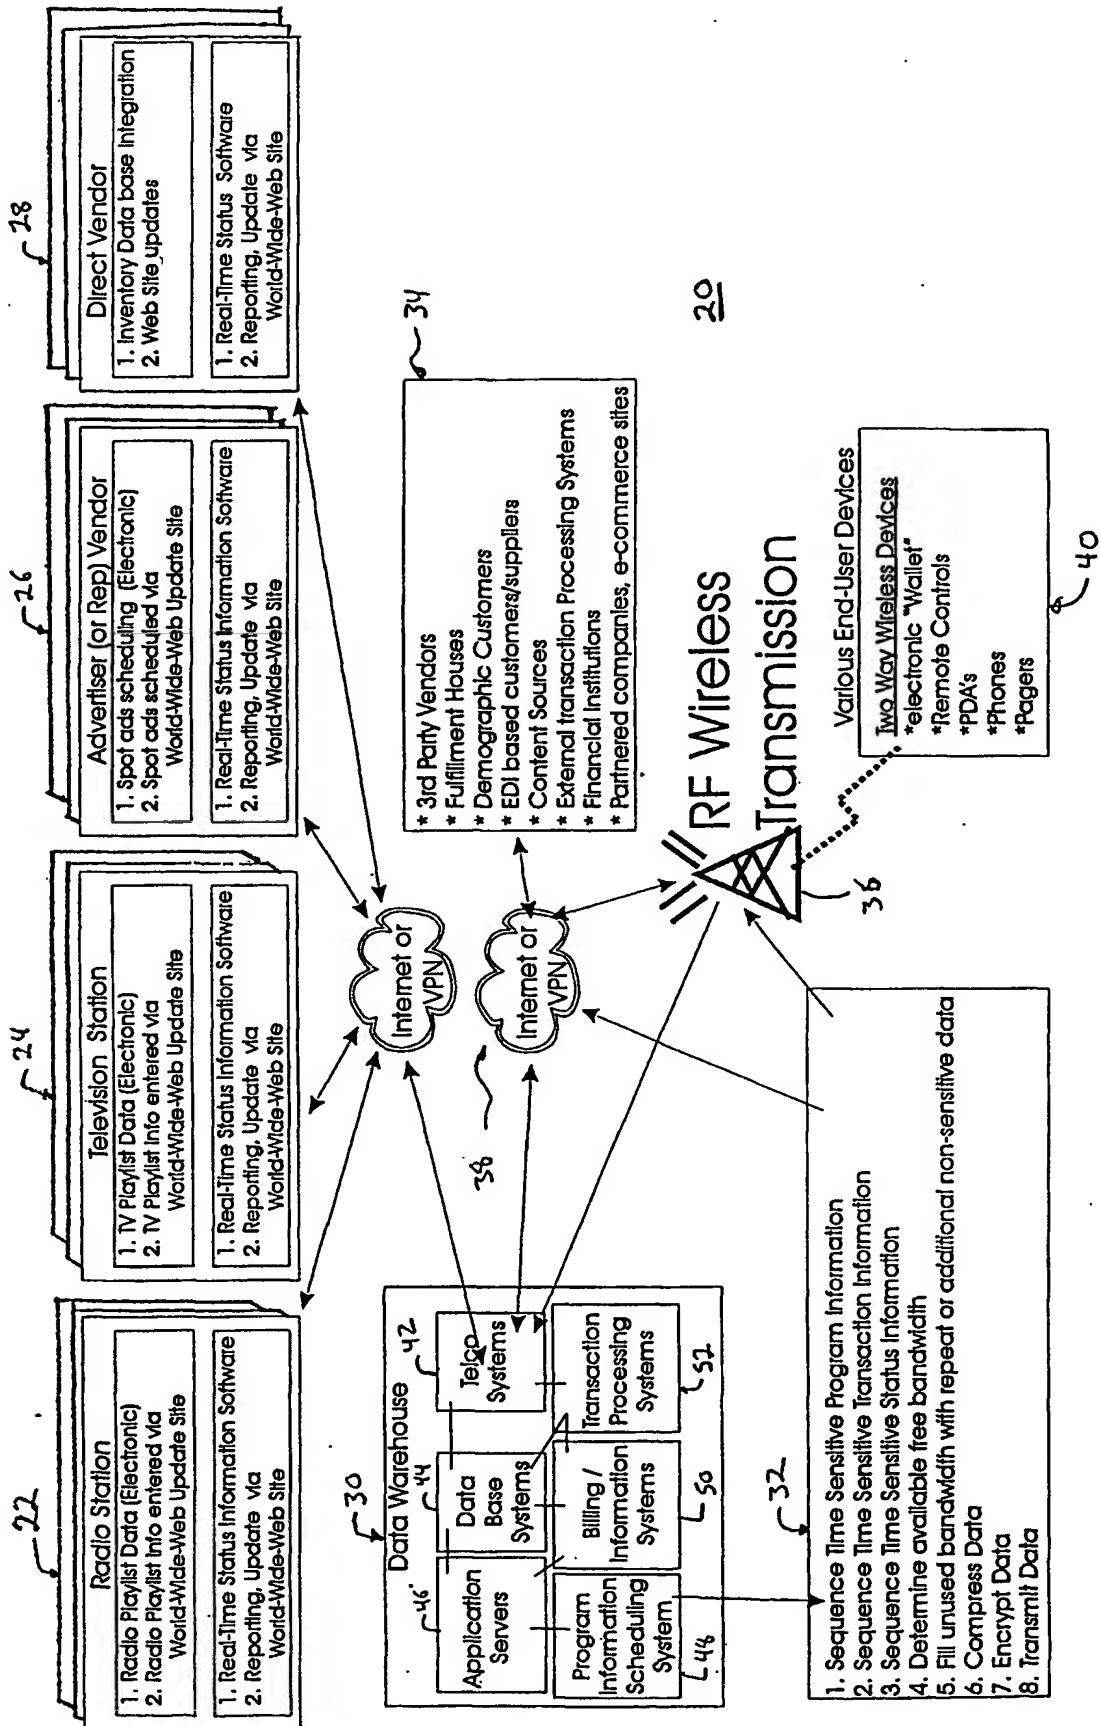 22
Radio Station
1. Radio Playlist Data (Electronic)
2. Radio Playlist Info entered via
World-Wide-Web Update Site
1. Real-Time Status Information Software
2. Reporting, Update via
World-Wide-Web Site
24
Television Station
1. TV Playlist Data (Electronic)
2. TV Playlist Info entered via
World-Wide-Web Update Site
1. Real-Time Status Information Software
2. Reporting, Update via
World-Wide-Web Site
26
Advertiser (or Rep) Vendor
1. Spot ads scheduling (Electronic)
2. Spot ads scheduled via
World-Wide-Web Update Site
1. Real-Time Status Information Software
2. Reporting, Update via
World-Wide-Web Site
28
Direct Vendor
1. Inventory Data base Integration
2. Web Site updates
1. Real-Time Status Software
2. Reporting, Update via
World-Wide-Web Site
Internet or
VPN
38
Internet or
VPN
34
* 3rd Party Vendors
* Fulfillment Houses
* Demographic Customers
* EDI based customers/suppliers
* Content Sources
* External transaction Processing Systems
* Financial Institutions
* Partnered companies, e-commerce sites
20
30
Data Warehouse
46
Application
Servers
44
Data
Base
Systems
42
Telco
Systems
Program
Information
Scheduling
System
48
Billing /
Information
Systems
50
Transaction
Processing
Systems
52
RF Wireless
Transmission
36
Various End-User Devices
Two Way Wireless Devices
*electronic "Wallet"
*Remote Controls
*PDA's
*Phones
*Pagers
40
32
1. Sequence Time Sensitive Program Information
2. Sequence Time Sensitive Transaction Information
3. Sequence Time Sensitive Status Information
4. Determine available free bandwidth
5. Fill unused bandwidth with repeat or additional non-sensitive data
6. Compress Data
7. Encrypt Data
8. Transmit Data